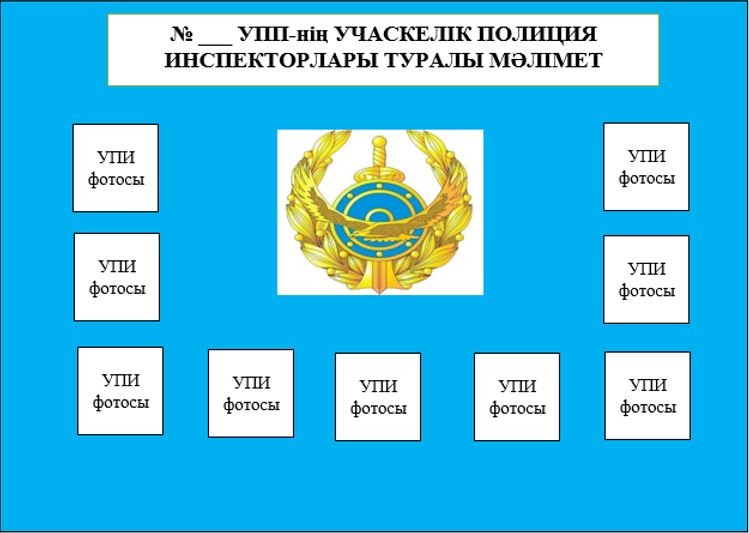 № ___ УПП-нің УЧАСКЕЛІК ПОЛИЦИЯ
ИНСПЕКТОРЛАРЫ ТУРАЛЫ МӘЛІМЕТ
УПИ
фотосы
УПИ
фотосы
УПИ
фотосы
УПИ
фотосы
УПИ
фотосы
УПИ
фотосы
УПИ
фотосы
УПИ
фотосы
УПИ
фотосы